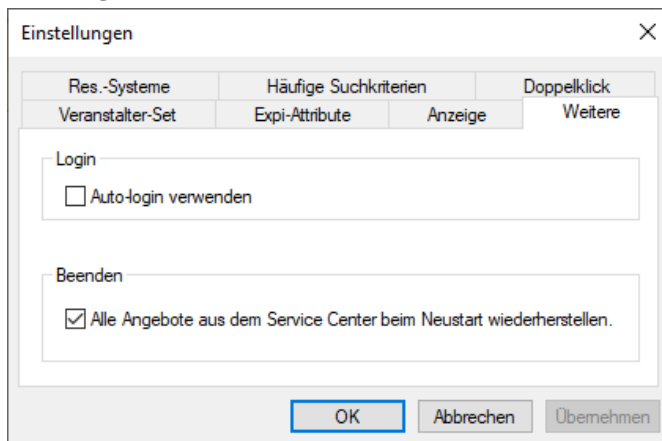 Einstellungen
Res.-Systeme Häufige Suchkriterien Doppelklick
Veranstalter-Set Expi-Attribute Anzeige Weitere
Login
Auto-login verwenden
Beenden
Alle Angebote aus dem Service Center beim Neustart wiederherstellen.
OK Abbrechen Übernehmen